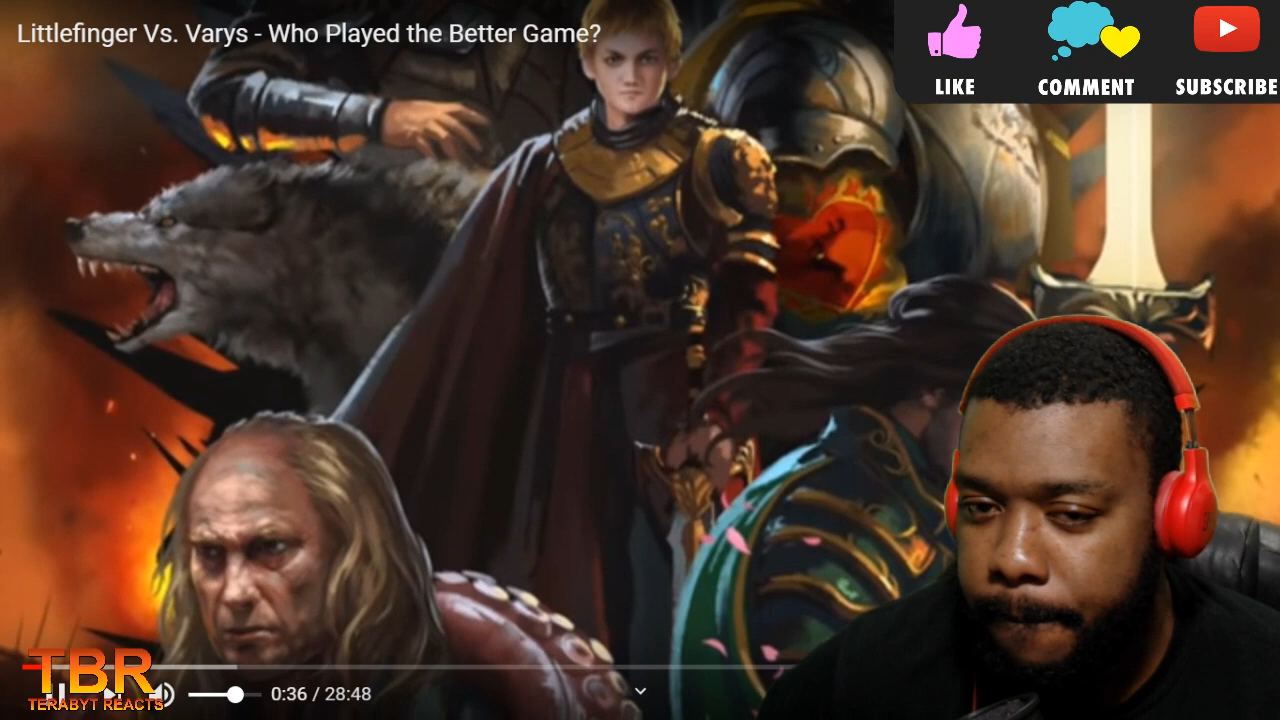 Littlefinger Vs. Varys - Who Played the Better Game?
LIKE
COMMENT
SUBSCRIBE
TBR
TERABYT REACTS
0:36 / 28:48